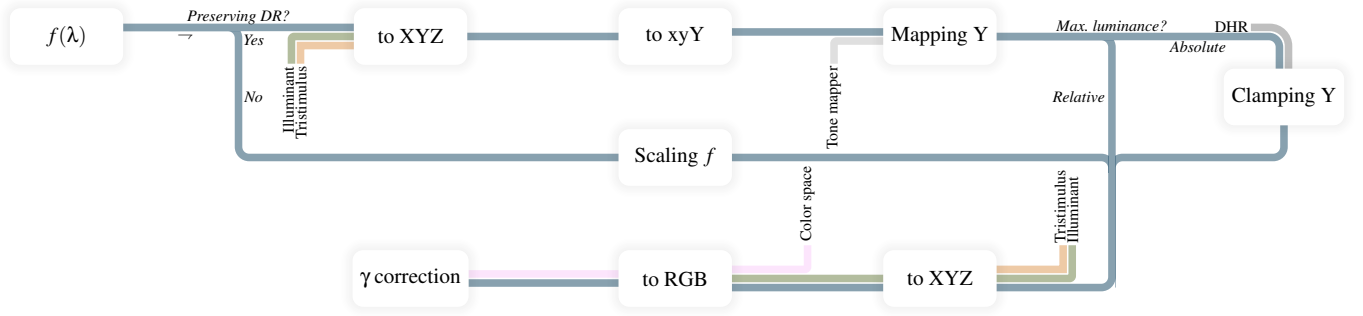 f(λ)
Preserving DR?
→
Yes
No
Illuminant
Tristimulus
to XYZ
to xyY
Tone mapper
Mapping Y
Max. luminance?
Absolute
Relative
DHR
Clamping Y
Scaling f
γ correction
to RGB
Color space
to XYZ
Tristimulus
Illuminant